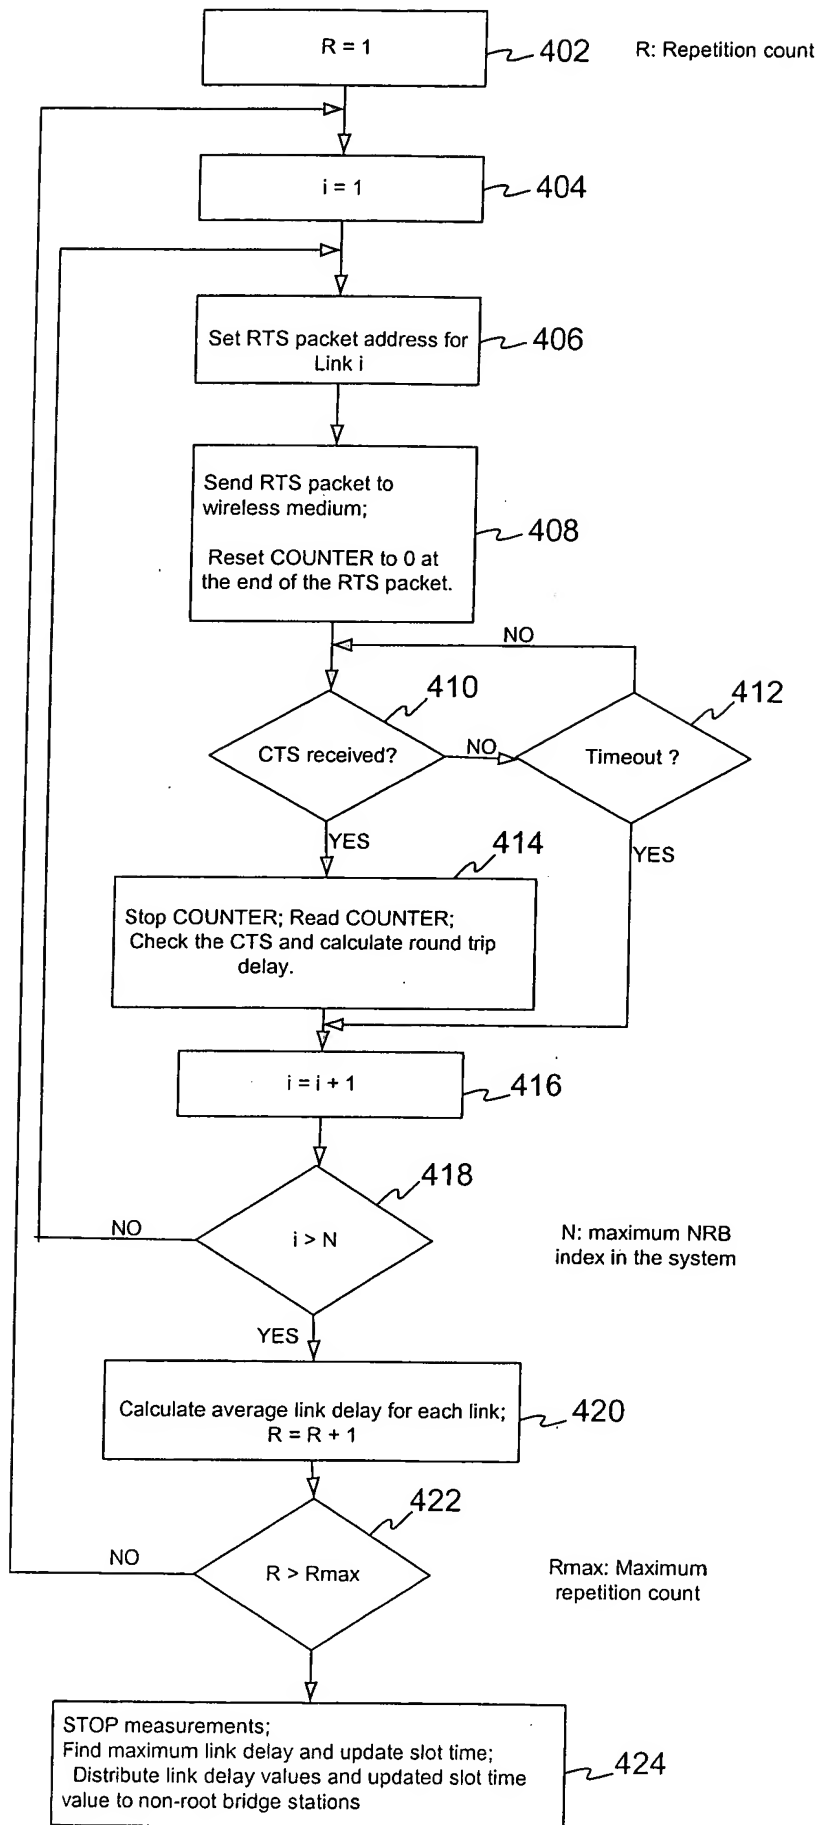 R = 1
402
R: Repetition count
i = 1
404
Set RTS packet address for
Link i
406
Send RTS packet to
wireless medium;
Reset COUNTER to 0 at
the end of the RTS packet.
408
NO
410
412
CTS received?
NO
Timeout ?
YES
414
YES
Stop COUNTER; Read COUNTER;
Check the CTS and calculate round trip
delay.
i = i + 1
416
418
NO
i > N
N: maximum NRB
index in the system
YES
Calculate average link delay for each link;
R = R + 1
420
422
NO
R > Rmax
Rmax: Maximum
repetition count
STOP measurements;
Find maximum link delay and update slot time;
Distribute link delay values and updated slot time
value to non-root bridge stations
424